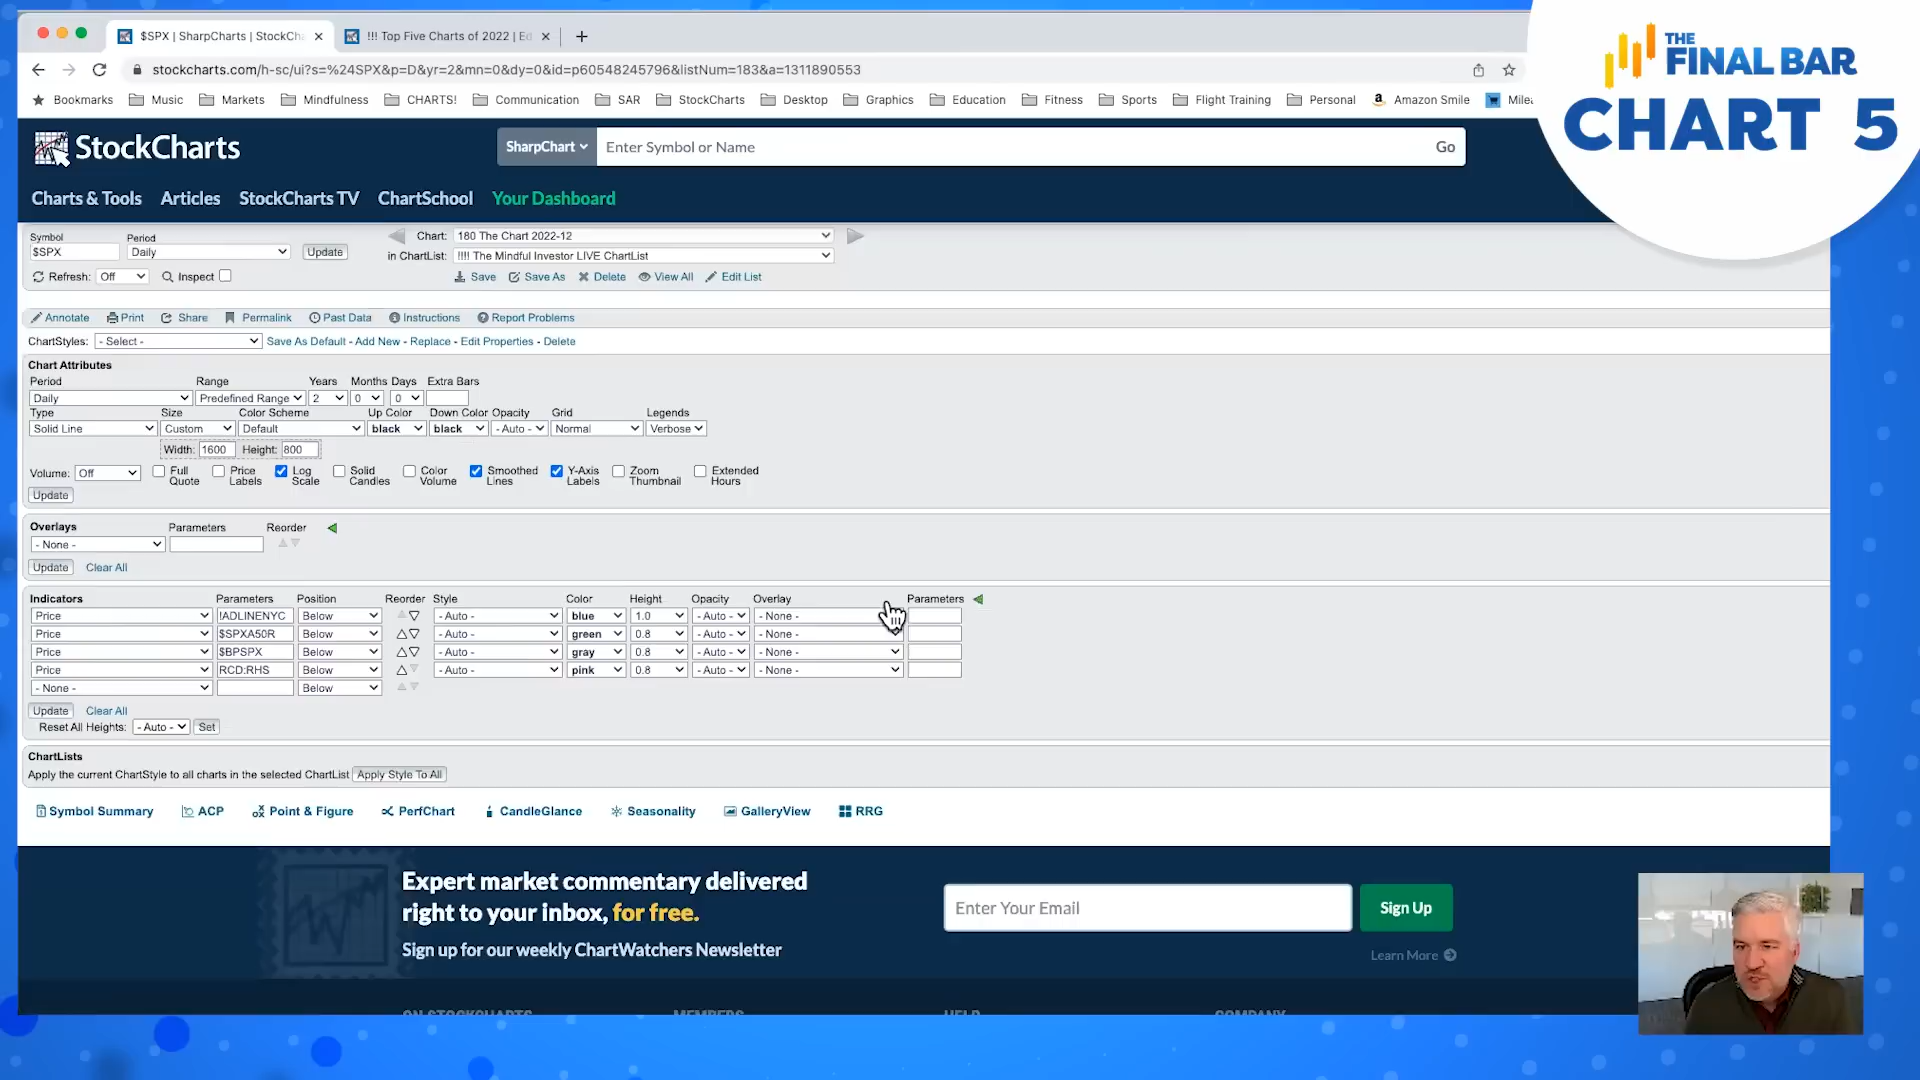 $SPX | SharpCharts | StockCha
!!! Top Five Charts of 2022 | Ed
stockcharts.com/h-sc/ui?s=%24SPX&p=D&yr=2&mn=0&dy=0&id=p60548245796&listNum=183&a=1311890553
Bookmarks Music Markets Mindfulness CHARTS! Communication SAR StockCharts Desktop Graphics Education Fitness Sports Flight Training Personal Amazon Smile
THE
FINAL BAR
CHART 5
StockCharts
SharpChart Enter Symbol or Name Go
Charts & Tools Articles StockCharts TV ChartSchool Your Dashboard
Symbol Period Chart: 180 The Chart 2022-12
$SPX Daily Update in ChartList: !!!! The Mindful Investor LIVE ChartList
Refresh: Off Inspect Save Save As Delete View All Edit List
Annotate Print Share Permalink Past Data Instructions Report Problems
ChartStyles: - Select - Save As Default - Add New - Replace - Edit Properties - Delete
Chart Attributes
Period Range Years Months Days Extra Bars
Daily Predefined Range 2 0 0
Type Size Color Scheme Up Color Down Color Opacity Grid Legends
Solid Line Custom Default black black - Auto - Normal Verbose
Width: 1600 Height: 800
Volume: Off Full Quote Price Labels Log Scale Solid Candles Color Volume Smoothed Lines Y-Axis Labels Zoom Thumbnail Extended Hours
Update
Overlays Parameters Reorder
- None -
Update Clear All
Indicators Parameters Position Reorder Style Color Height Opacity Overlay Parameters
Price !ADLINENYC Below - Auto - blue 1.0 - Auto - - None -
Price $SPXA50R Below - Auto - green 0.8 - Auto - - None -
Price $BPSPX Below - Auto - gray 0.8 - Auto - - None -
Price RCD:RHS Below - Auto - pink 0.8 - Auto - - None -
- None - Below
Update Clear All
Reset All Heights: - Auto - Set
ChartLists
Apply the current ChartStyle to all charts in the selected ChartList Apply Style To All
Symbol Summary ACP Point & Figure PerfChart CandleGlance Seasonality GalleryView RRG
Expert market commentary delivered
right to your inbox, for free.
Enter Your Email Sign Up
Sign up for our weekly ChartWatchers Newsletter
Learn More
ON STOCKCHARTS MEMBERS HELP COMPANY